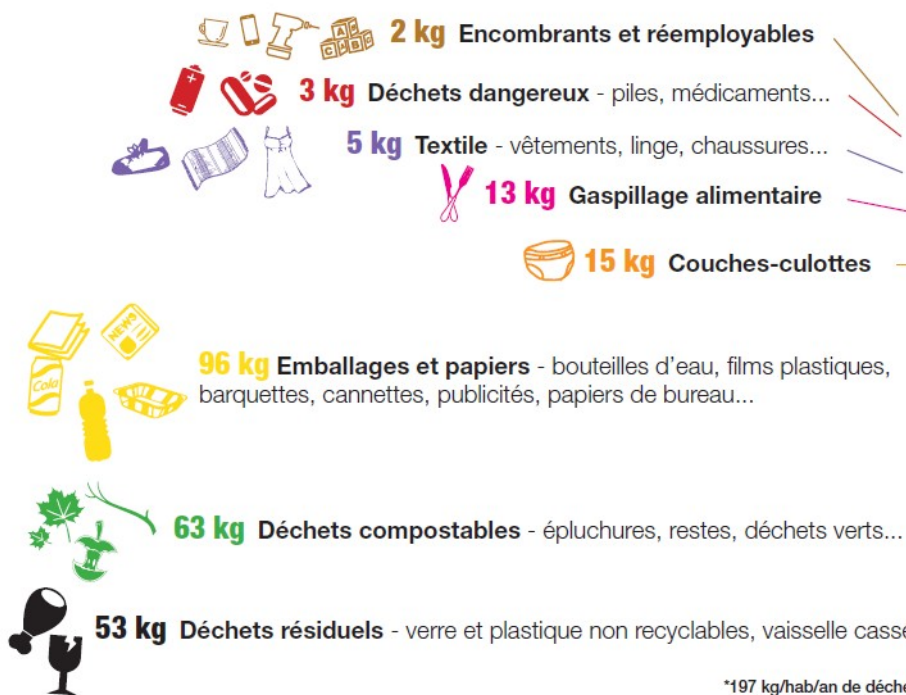 2 kg Encombrants et réemployables
3 kg Déchets dangereux - piles, médicaments...
5 kg Textile - vêtements, linge, chaussures...
13 kg Gaspillage alimentaire
15 kg Couches-culottes
NEWS
Cola
96 kg Emballages et papiers - bouteilles d'eau, films plastiques,
barquettes, cannettes, publicités, papiers de bureau...
63 kg Déchets compostables - épluchures, restes, déchets verts...
53 kg Déchets résiduels - verre et plastique non recyclables, vaisselle
*197 kg/hab/an de